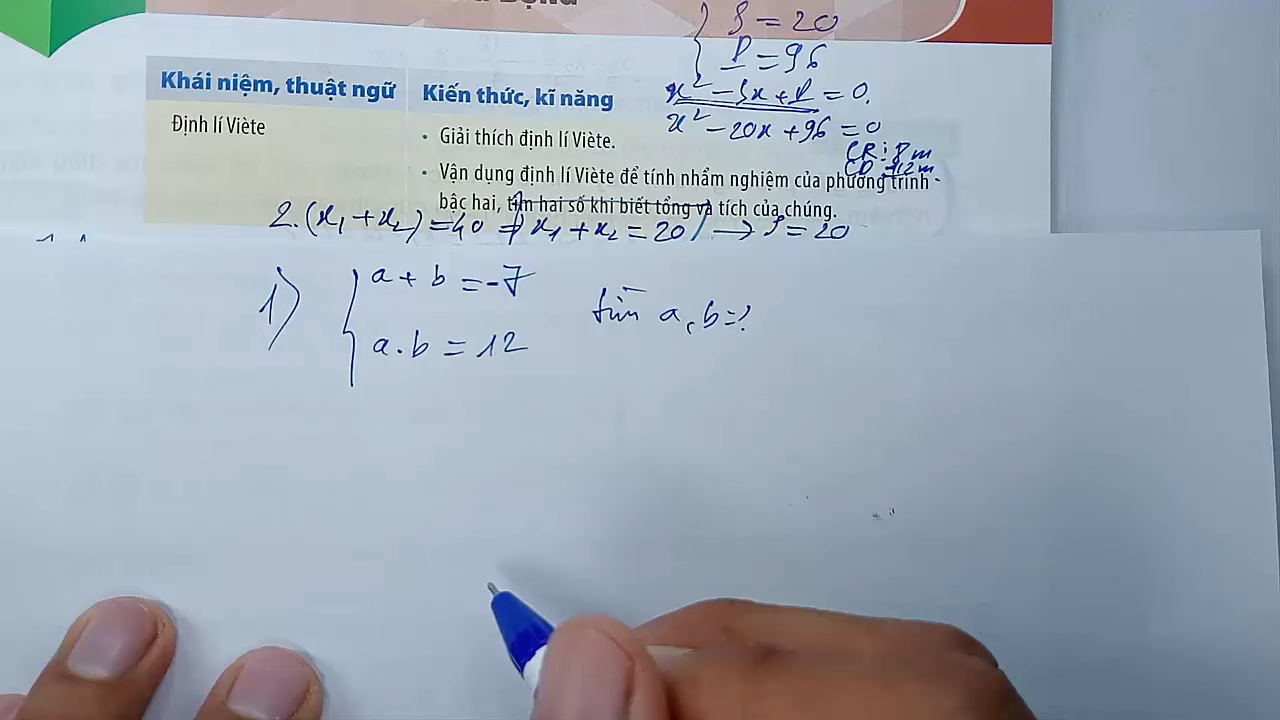 S = 20
P = 96
x² - Sx + P = 0.
x² - 20x + 96 = 0
CR: 8m
CD = 12m
Khái niệm, thuật ngữ
Kiến thức, kĩ năng
Định lí Viète
• Giải thích định lí Viète.
• Vận dụng định lí Viète để tính nhẩm nghiệm của phương trình
bậc hai, tìm hai số khi biết tổng và tích của chúng.
2.(x₁ + x₂) = 40 ⇒ x₁ + x₂ = 20 → S = 20
1) a + b = -7
a . b = 12
tìm a, b = ?